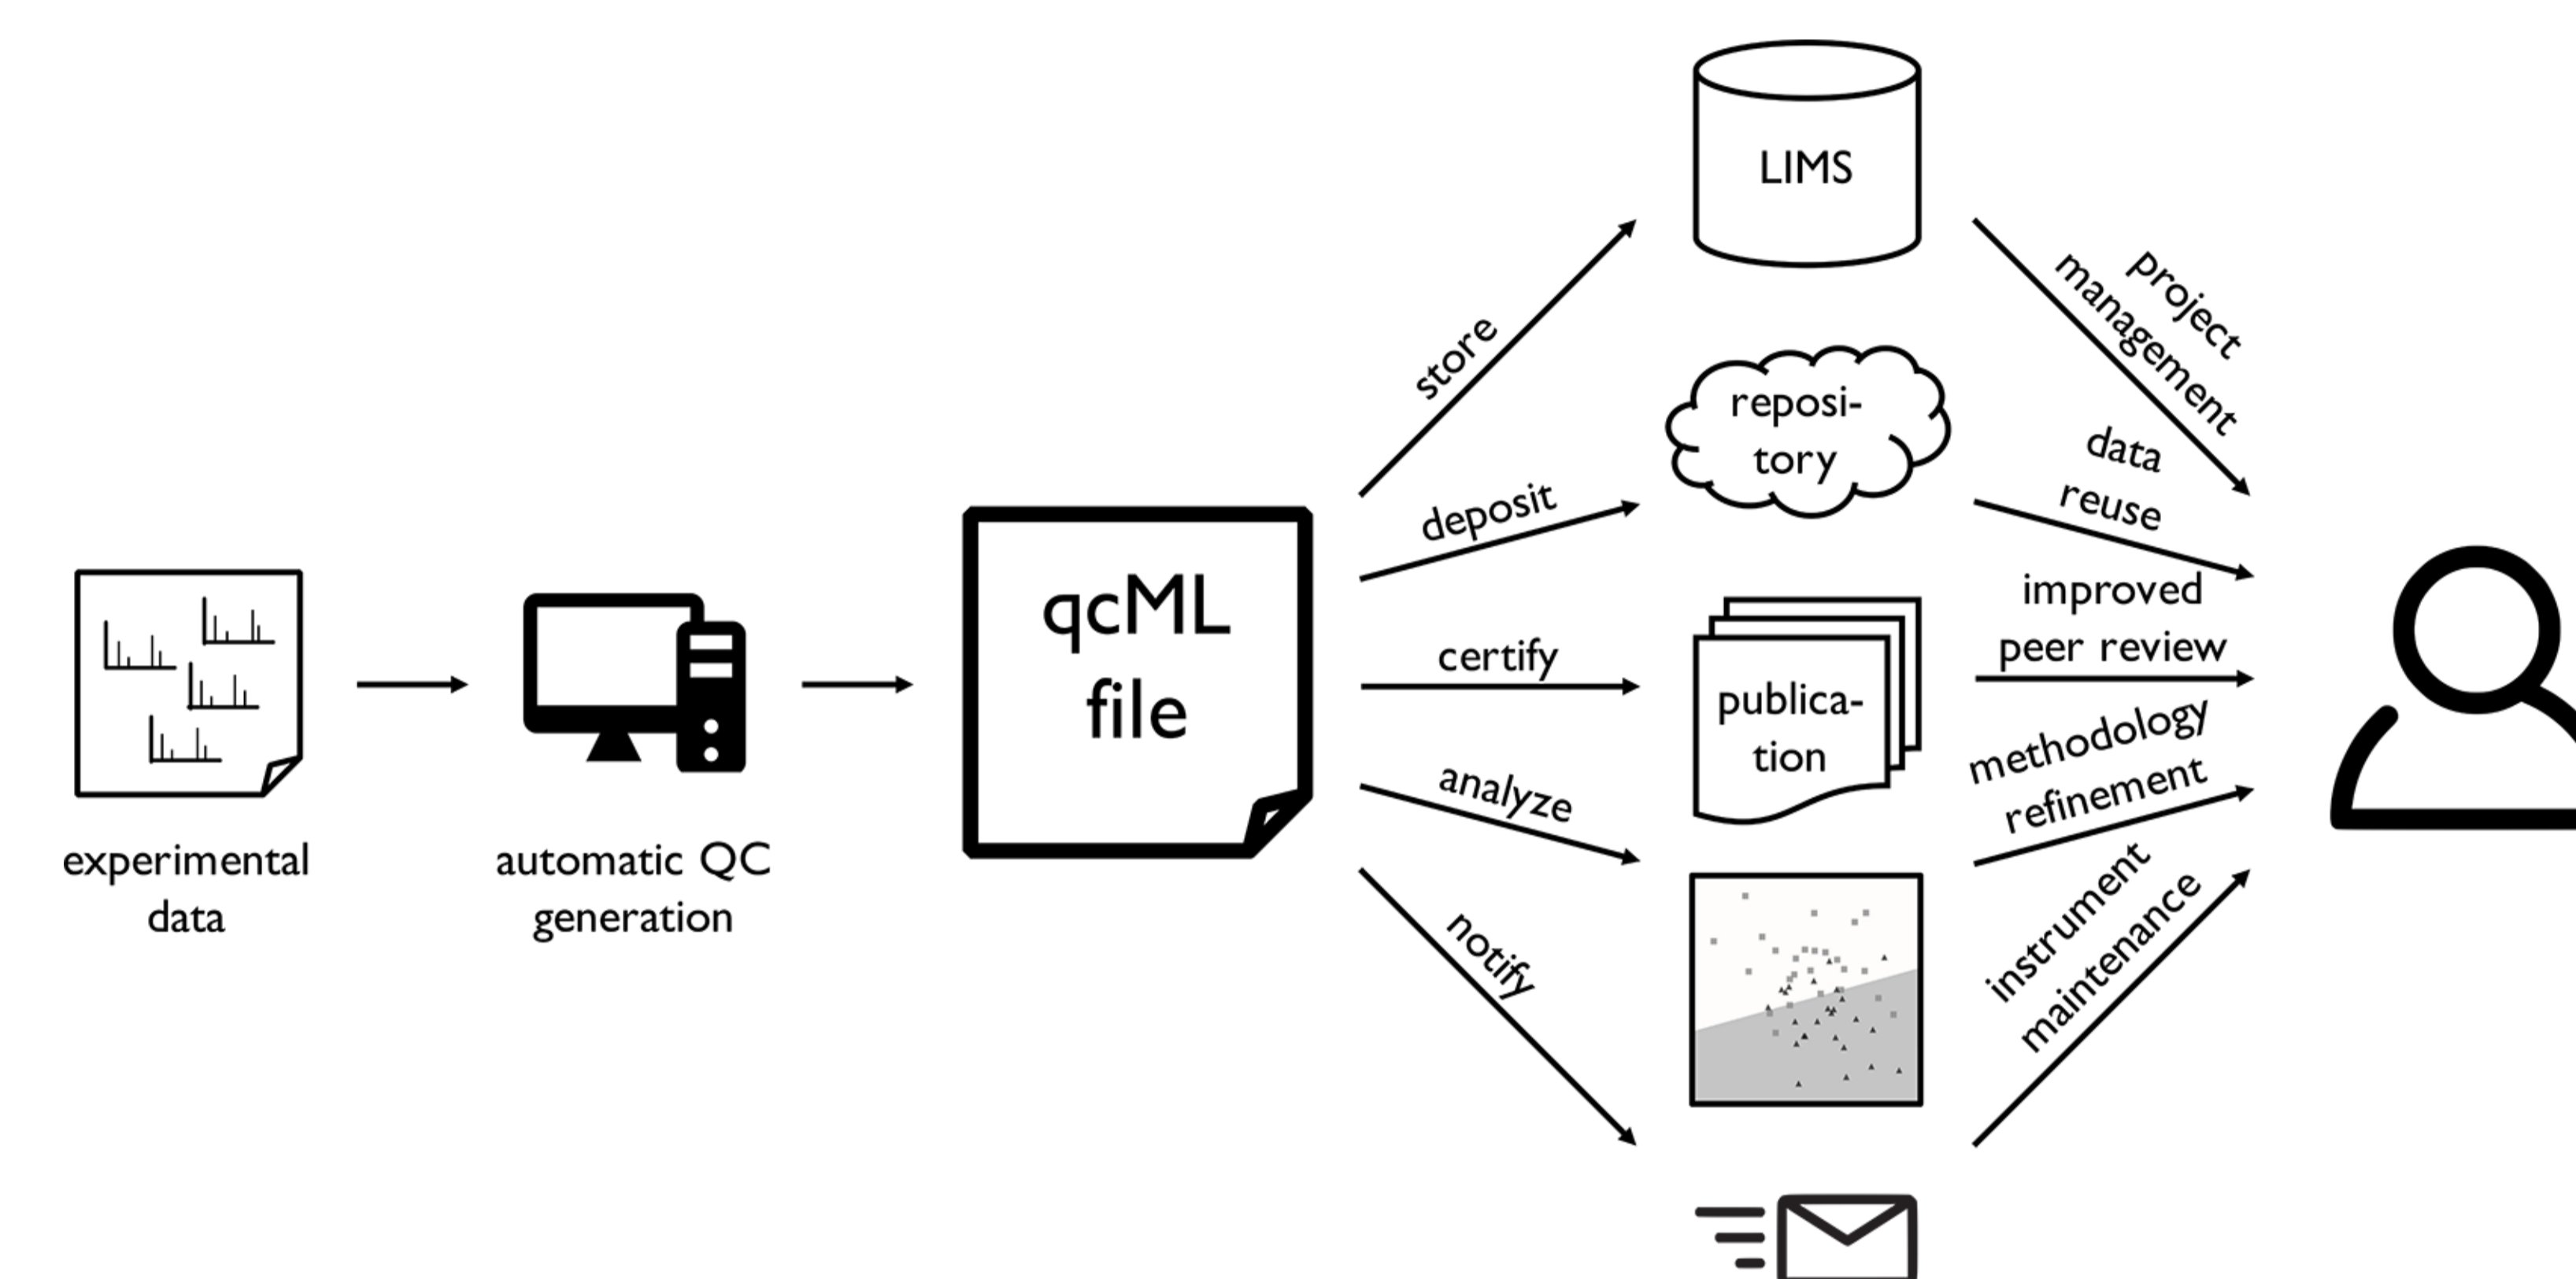 experimental
data
automatic QC
generation
qcML
file
store
deposit
certify
analyze
notify
LIMS
reposi-
tory
publica-
tion
project
management
data
reuse
improved
peer review
methodology
refinement
instrument
maintenance